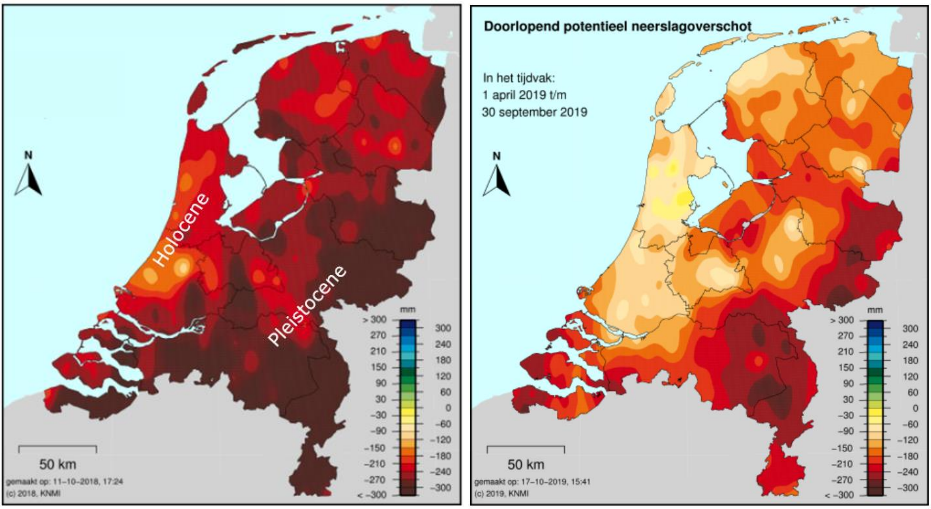 N
Holocene
Pleistocene
mm
> 300
300
270
240
210
180
150
120
90
60
30
0
-30
-60
-90
-120
-150
-180
-210
-240
-270
-300
< -300
50 km
gemaakt op: 11-10-2018, 17:24
(c) 2018, KNMI
Doorlopend potentieel neerslagoverschot
In het tijdvak:
1 april 2019 t/m
30 september 2019
N
mm
> 300
300
270
240
210
180
150
120
90
60
30
0
-30
-60
-90
-120
-150
-180
-210
-240
-270
-300
< -300
50 km
gemaakt op: 17-10-2019, 15:41
(c) 2019, KNMI